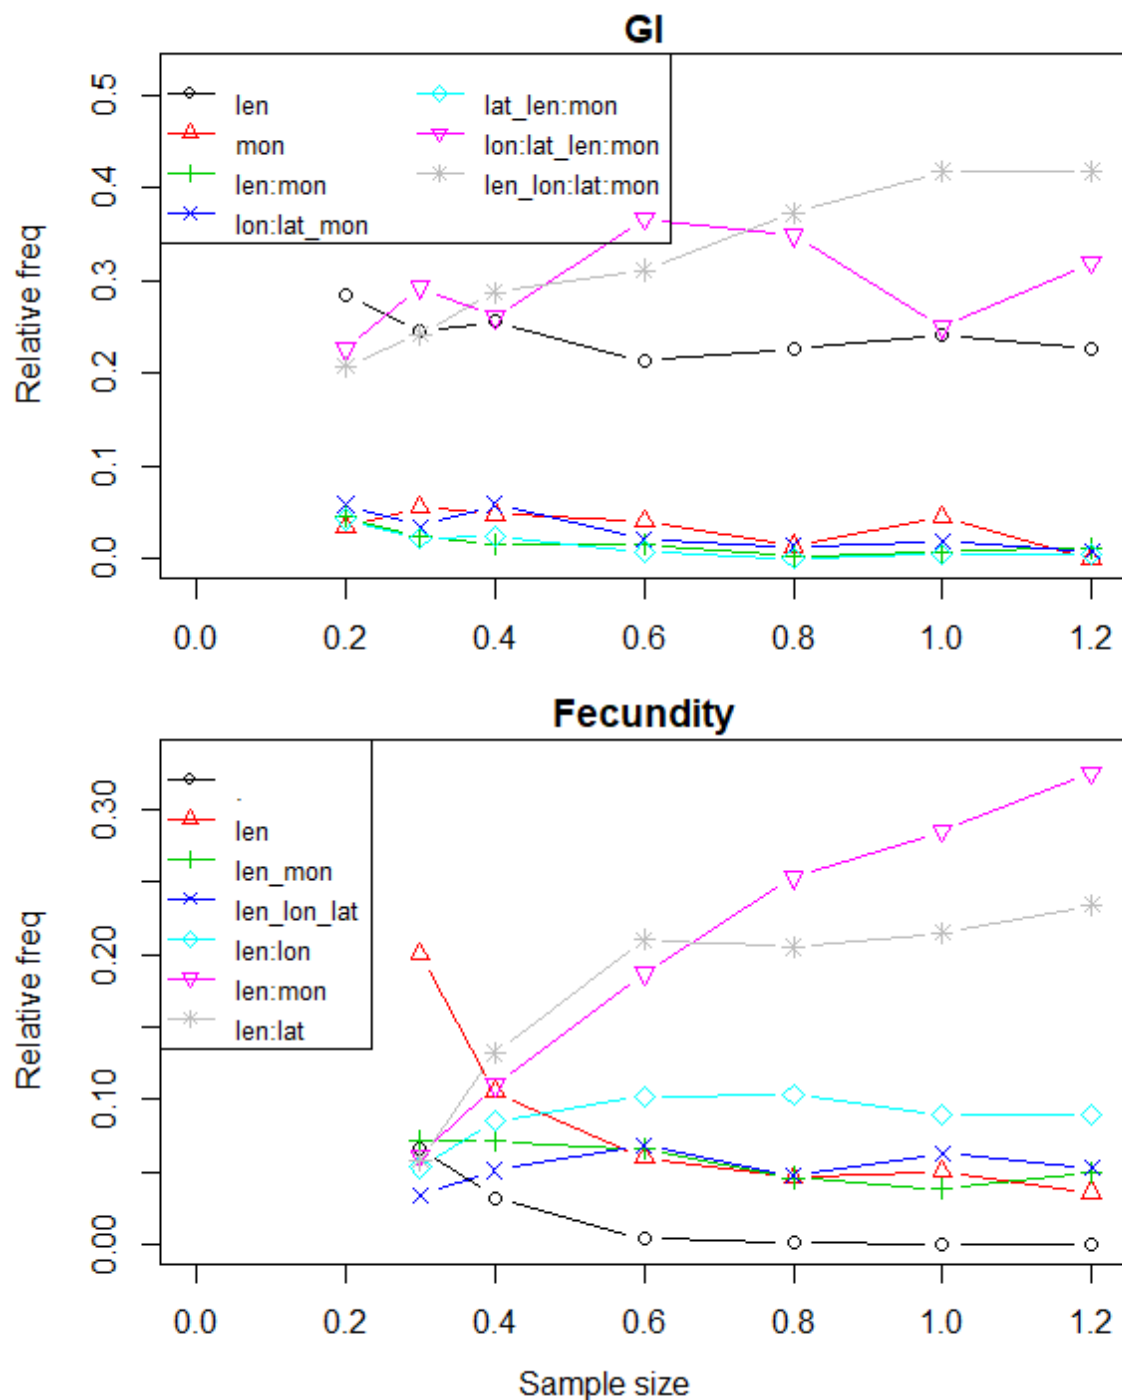 GI
0.5
0.4
0.3
0.2
0.1
0.0
Relative freq
len
mon
len:mon
lon:lat_mon
lat_len:mon
lon:lat_len:mon
len_lon:lat:mon
0.0 0.2 0.4 0.6 0.8 1.0 1.2
Fecundity
0.30
0.20
0.10
0.00
Relative freq
-
len
len_mon
len_lon_lat
len:lon
len:mon
len:lat
0.0 0.2 0.4 0.6 0.8 1.0 1.2
Sample size